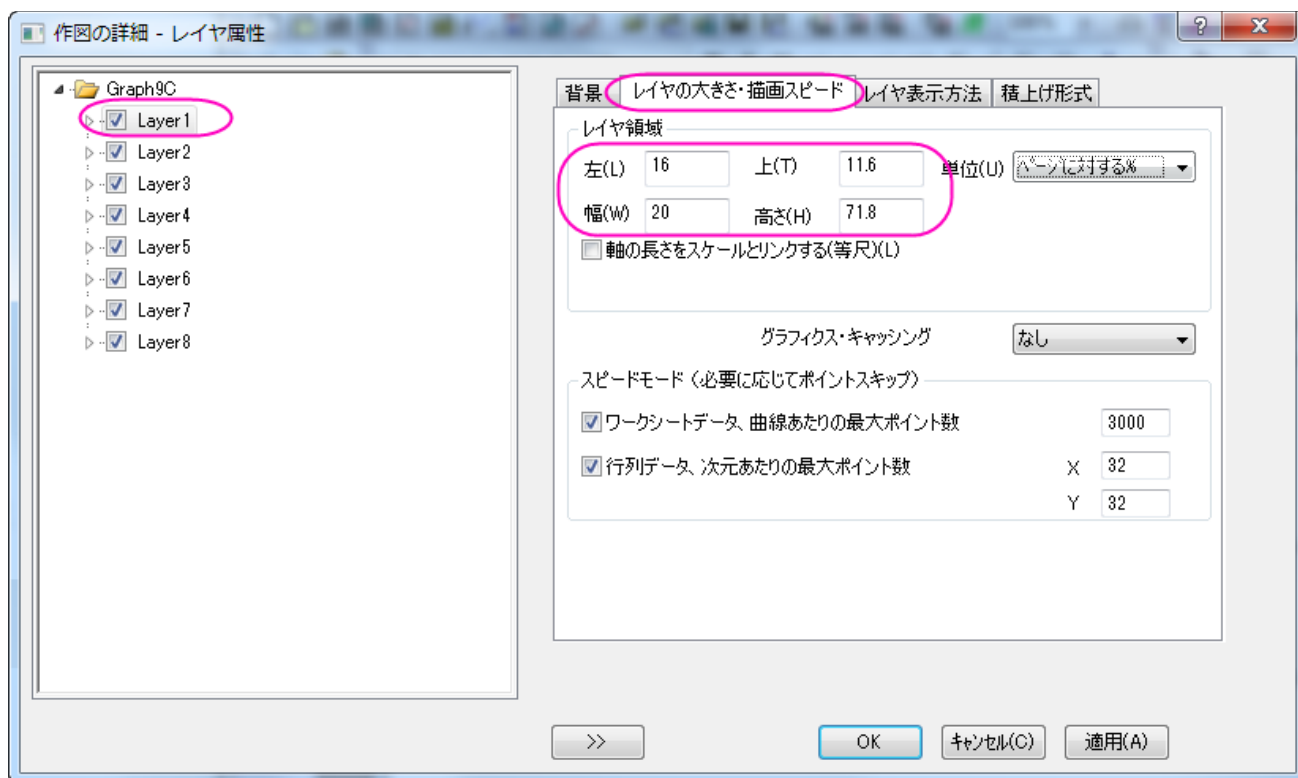 作図の詳細 - レイヤ属性
Graph9C
Layer1
Layer2
Layer3
Layer4
Layer5
Layer6
Layer7
Layer8
背景 レイヤの大きさ・描画スピード レイヤ表示方法 積上げ形式
レイヤ領域
左(L) 16 上(T) 11.6 単位(U) ページに対する%
幅(W) 20 高さ(H) 71.8
軸の長さをスケールとリンクする(等尺)(L)
グラフィクス・キャッシング なし
スピードモード（必要に応じてポイントスキップ）
ワークシートデータ、曲線あたりの最大ポイント数 3000
行列データ、次元あたりの最大ポイント数 X 32
Y 32
>> OK キャンセル(C) 適用(A)